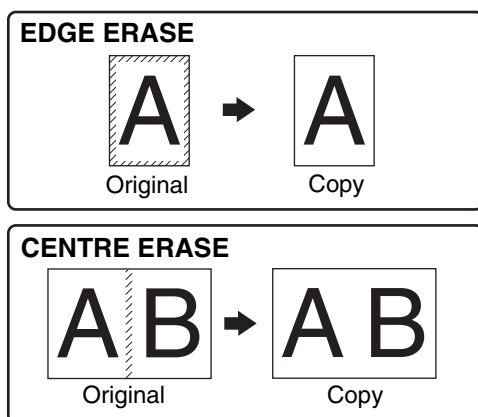 EDGE ERASE
A A
Original Copy
CENTRE ERASE
A B A B
Original Copy